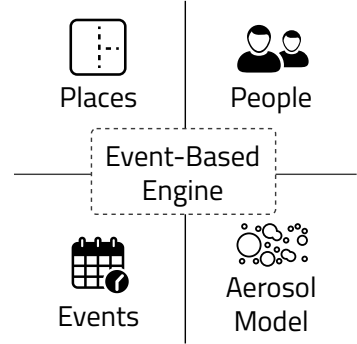 Places
People
Event-Based
Engine
Events
Aerosol
Model